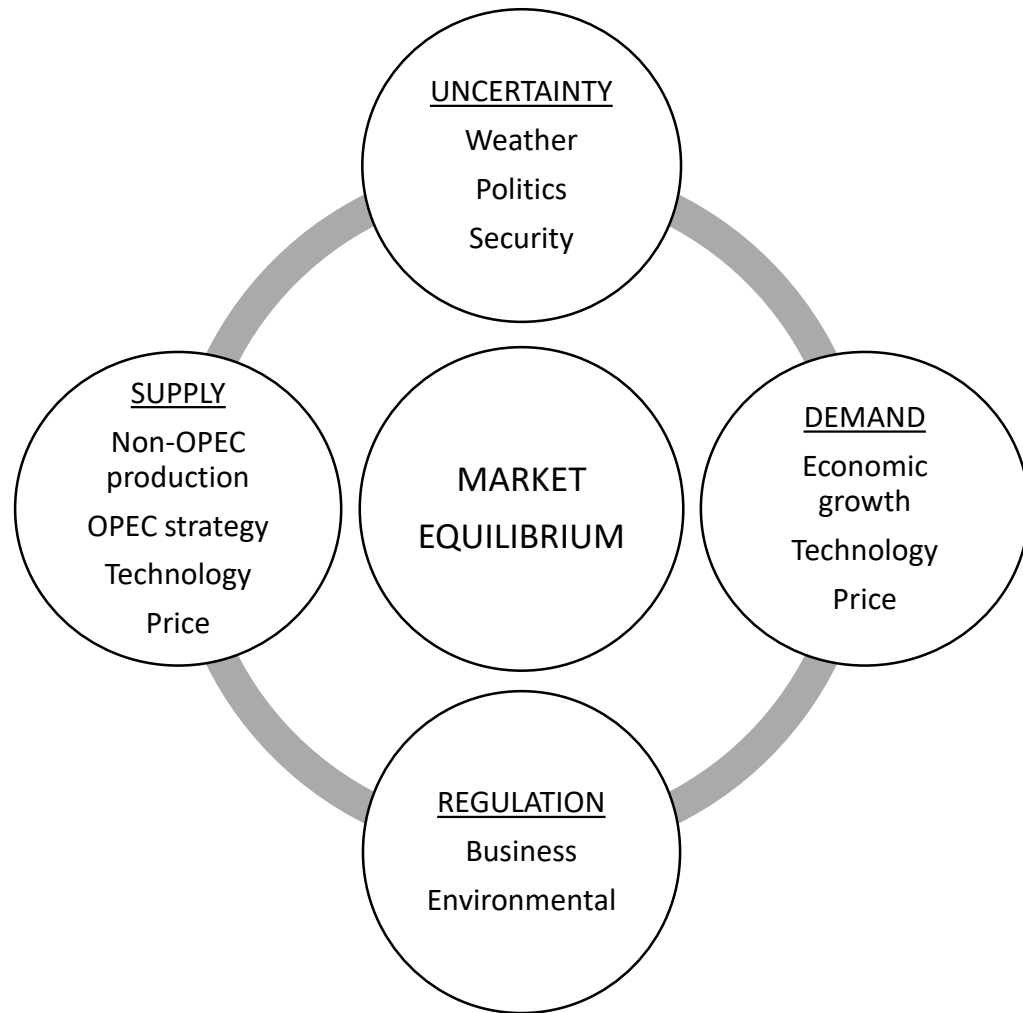 UNCERTAINTY
Weather
Politics
Security
SUPPLY
Non-OPEC
production
OPEC strategy
Technology
Price
MARKET
EQUILIBRIUM
DEMAND
Economic
growth
Technology
Price
REGULATION
Business
Environmental